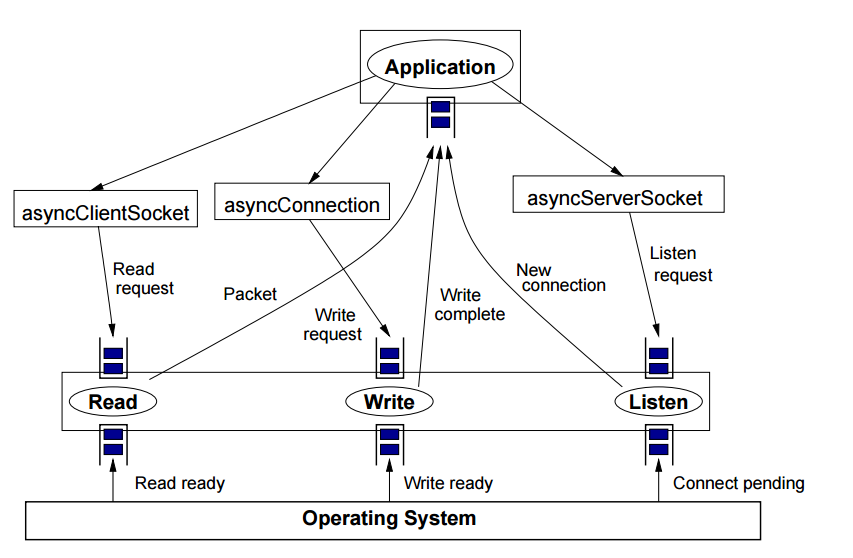 Application
asyncClientSocket
asyncConnection
asyncServerSocket
Read
request
Packet
Write
request
Write
complete
New
connection
Listen
request
Read
Write
Listen
Read ready
Write ready
Connect pending
Operating System